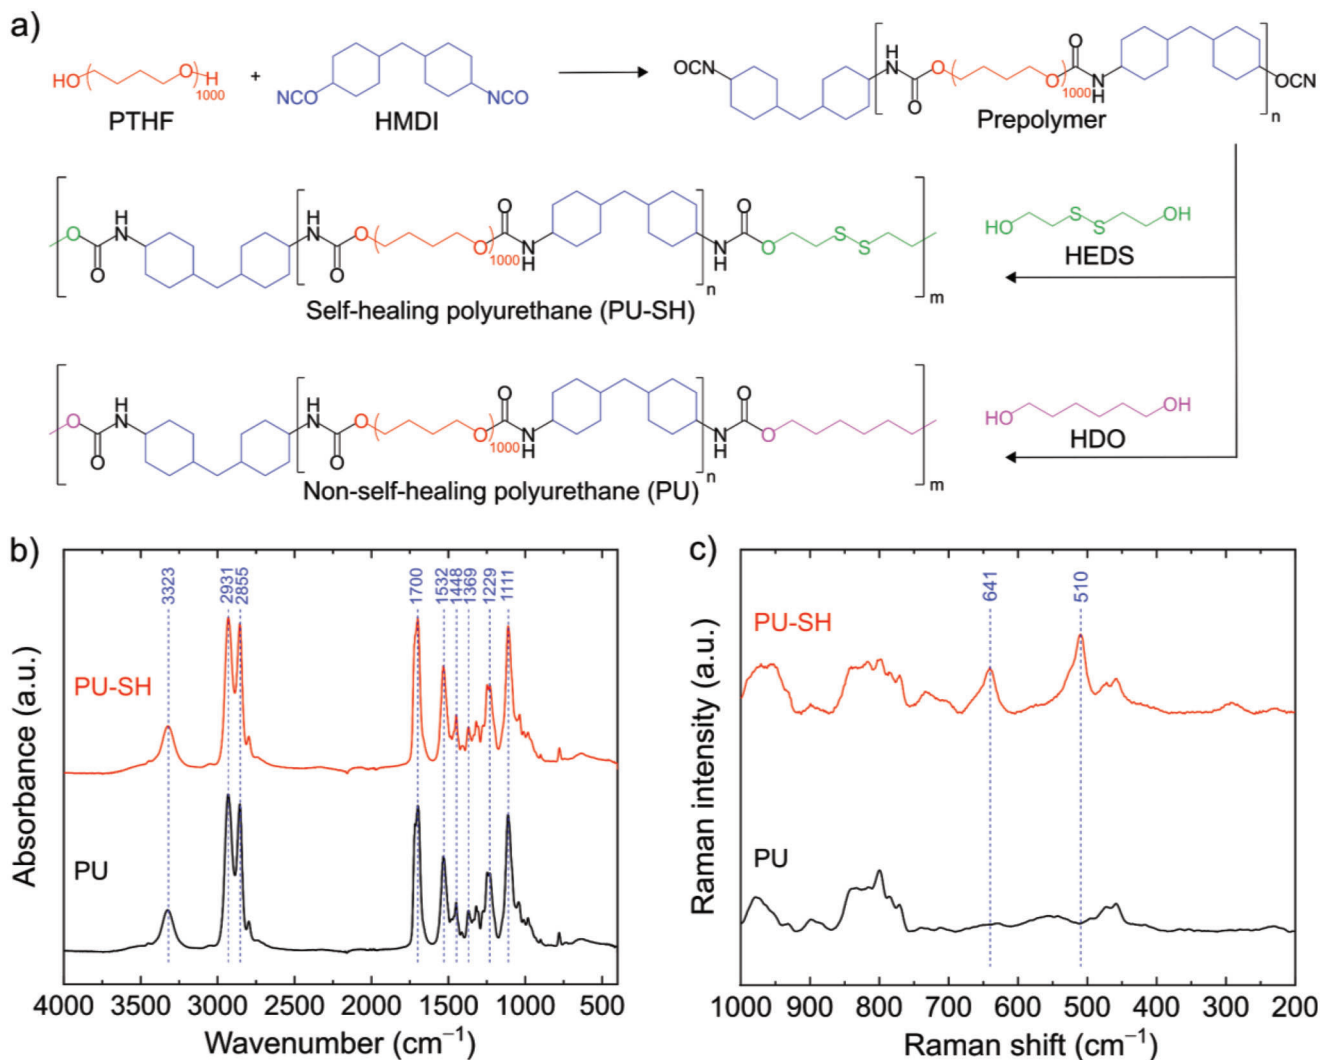 a)
HO O H
1000
PTHF
+
NCO NCO
HMDI
OCN H N O O O 1000 O N H OCN n
Prepolymer
O O N H H N O O O 1000 O N H n N H O O S S m
Self-healing polyurethane (PU-SH)
HO S S OH
HEDS
O O N H H N O O O 1000 O N H n N H O O m
Non-self-healing polyurethane (PU)
HO OH
HDO
b)
3323 2931 2855 1700 1532 1448 1369 1229 1111
PU-SH
PU
Absorbance (a.u.)
4000 3500 3000 2500 2000 1500 1000 500
Wavenumber (cm−1)
c)
641 510
PU-SH
PU
Raman intensity (a.u.)
1000 900 800 700 600 500 400 300 200
Raman shift (cm−1)